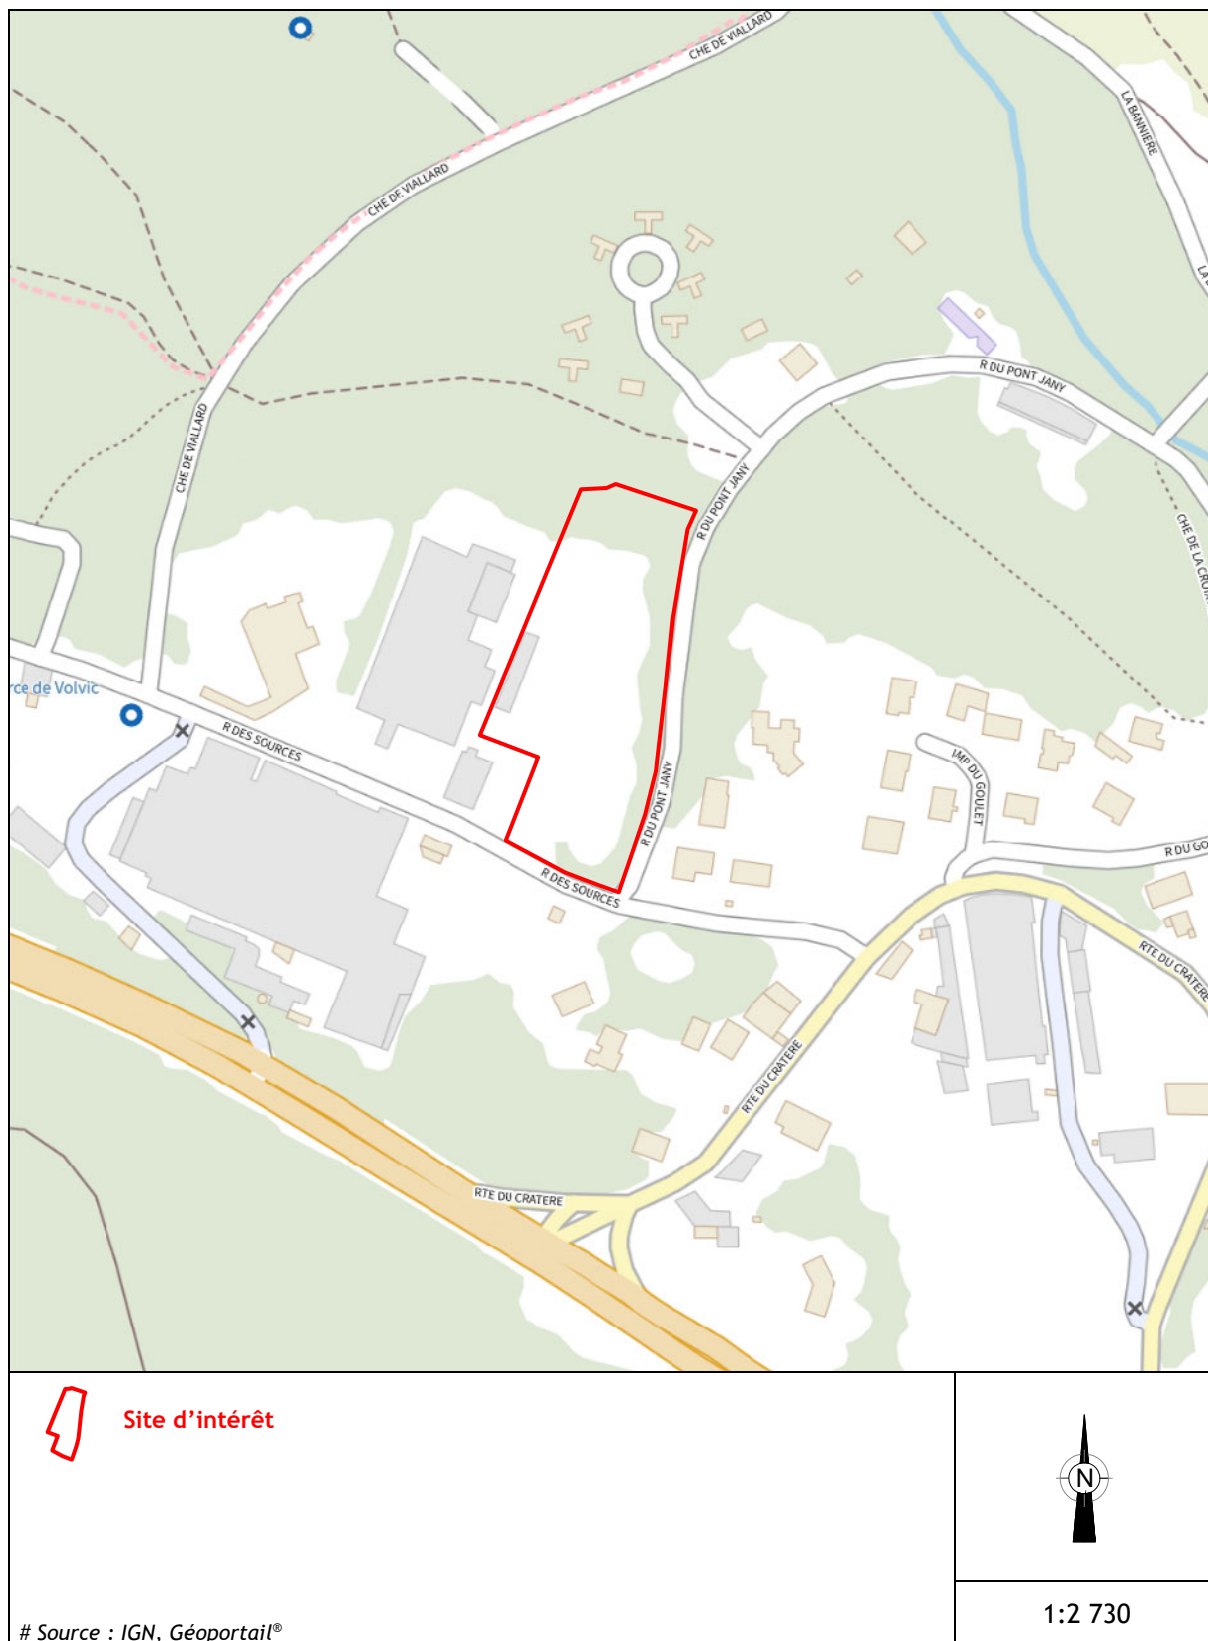 CHE DE VIALLARD
LA BANNIERE
CHE DE VIALLARD
LA B
R DU PONT JANY
CHE DE VIALLARD
R DU PONT JANY
CHE DE LA CROIX
rce de Volvic
R DES SOURCES
IMP DU GOULET
R DU PONT JANY
R DU GO
R DES SOURCES
RTE DU CRATERE
RTE DU CRATERE
RTE DU CRATERE
Site d’intérêt
N
1:2 730
# Source : IGN, Géoportail®